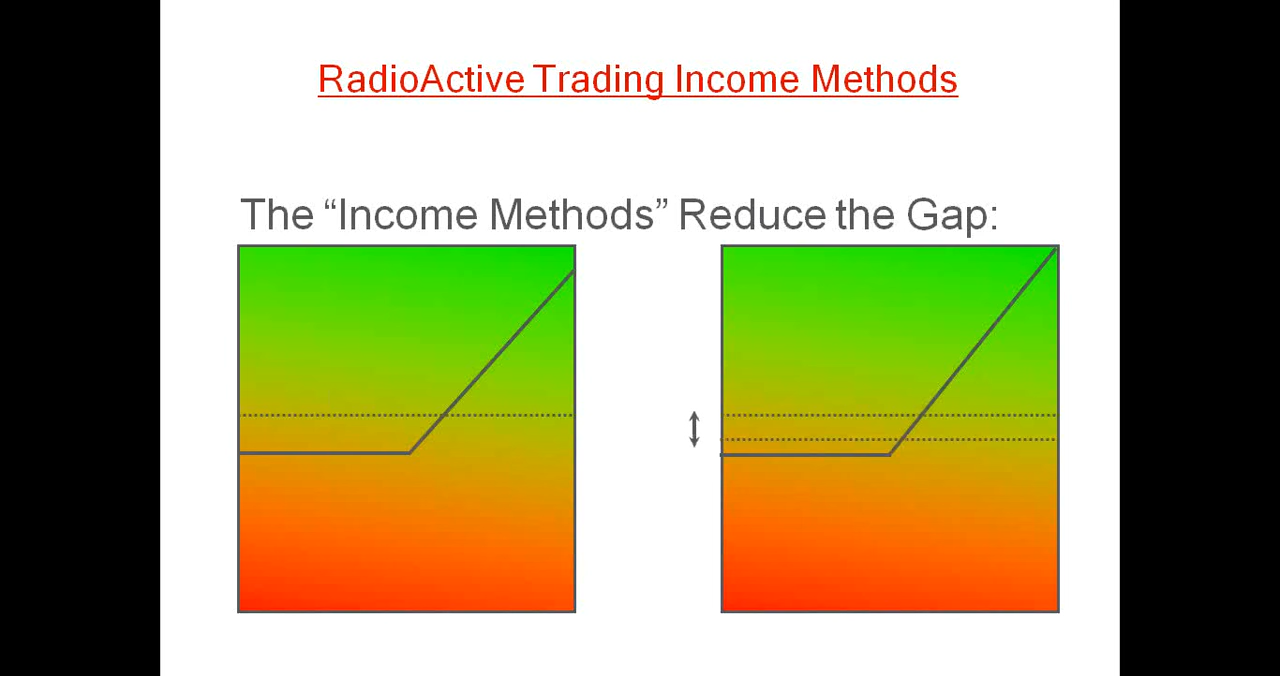 RadioActive Trading Income Methods
The “Income Methods” Reduce the Gap: